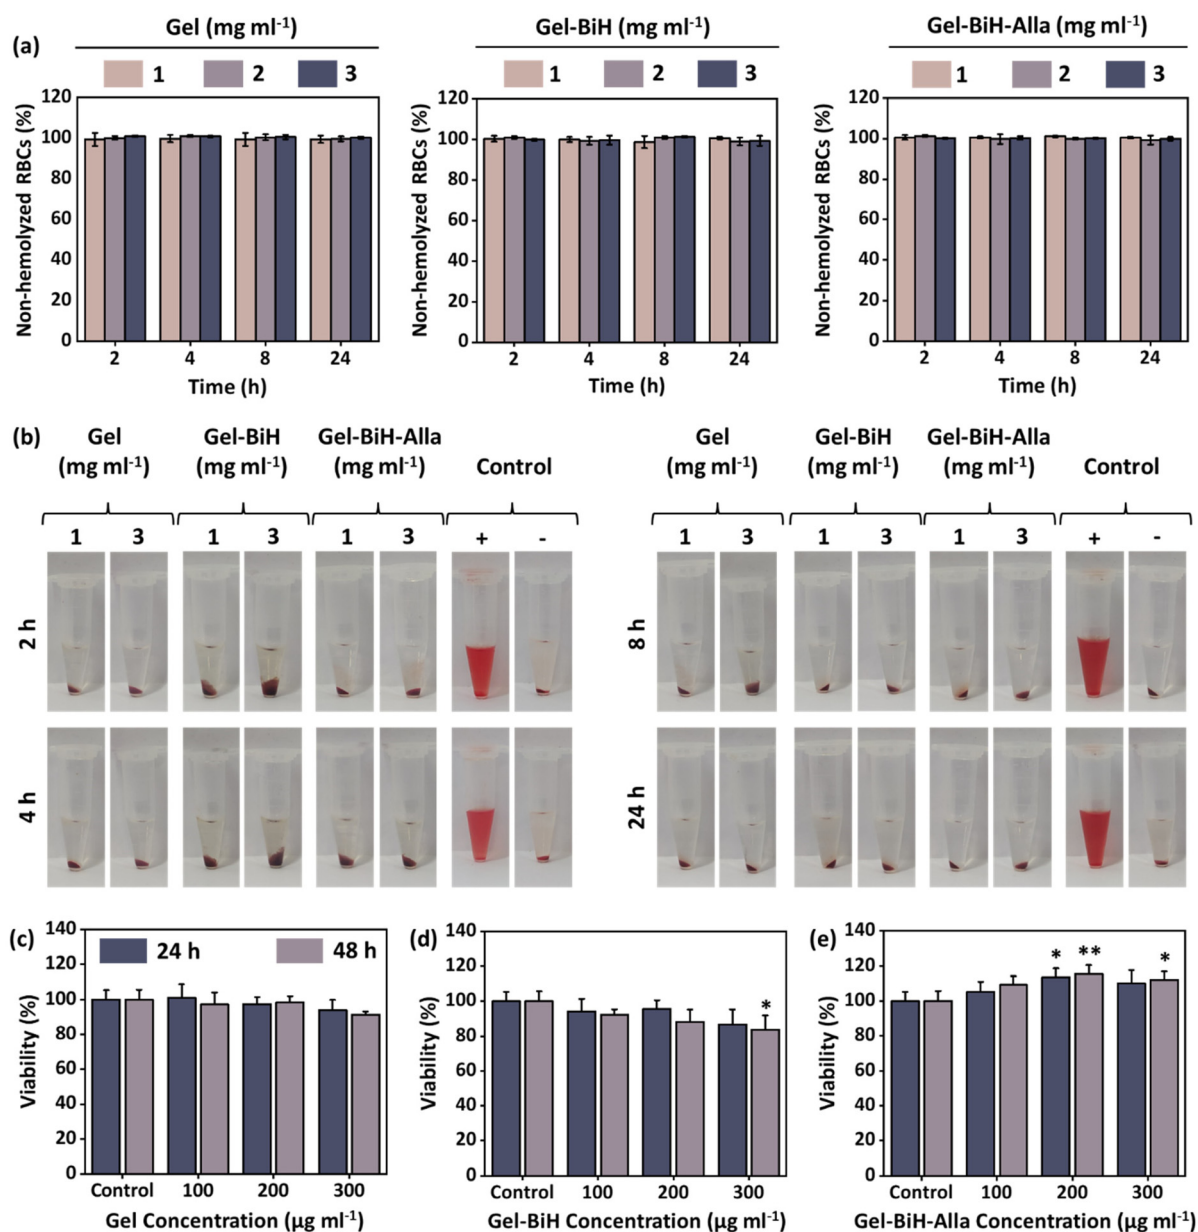 (a)
Gel (mg ml⁻¹)
1 2 3
Non-hemolyzed RBCs (%)
120
100
80
60
40
20
0
2 4 8 24
Time (h)
Gel-BiH (mg ml⁻¹)
1 2 3
Non-hemolyzed RBCs (%)
120
100
80
60
40
20
0
2 4 8 24
Time (h)
Gel-BiH-Alla (mg ml⁻¹)
1 2 3
Non-hemolyzed RBCs (%)
120
100
80
60
40
20
0
2 4 8 24
Time (h)
(b)
Gel Gel-BiH Gel-BiH-Alla
(mg ml⁻¹) (mg ml⁻¹) (mg ml⁻¹) Control
1 3 1 3 1 3 + -
2 h
4 h
Gel Gel-BiH Gel-BiH-Alla
(mg ml⁻¹) (mg ml⁻¹) (mg ml⁻¹) Control
1 3 1 3 1 3 + -
8 h
24 h
(c)
24 h 48 h
Viability (%)
140
120
100
80
60
40
20
0
Control 100 200 300
Gel Concentration (µg ml⁻¹)
(d)
Viability (%)
140
120
100
80
60
40
20
0
*
Control 100 200 300
Gel-BiH Concentration (µg ml⁻¹)
(e)
Viability (%)
140
120
100
80
60
40
20
0
* ** *
Control 100 200 300
Gel-BiH-Alla Concentration (µg ml⁻¹)